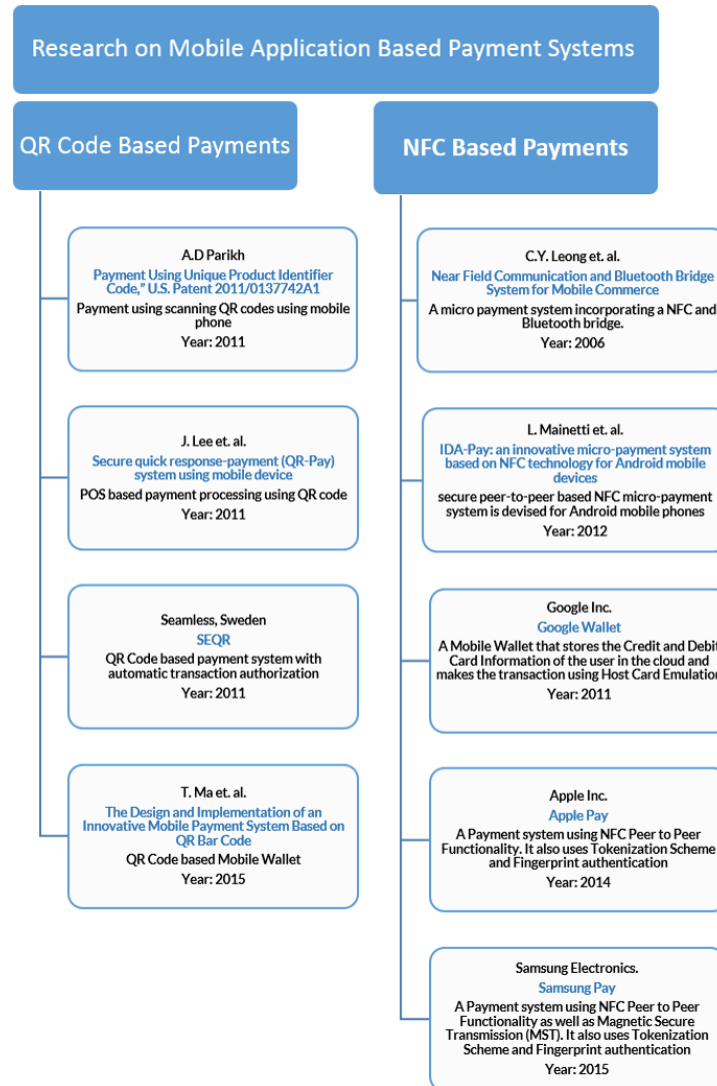 Research on Mobile Application Based Payment Systems
QR Code Based Payments
A.D Parikh
Payment Using Unique Product Identifier
Code,” U.S. Patent 2011/0137742A1
Payment using scanning QR codes using mobile
phone
Year: 2011
J. Lee et. al.
Secure quick response-payment (QR-Pay)
system using mobile device
POS based payment processing using QR code
Year: 2011
Seamless, Sweden
SEQR
QR Code based payment system with
automatic transaction authorization
Year: 2011
T. Ma et. al.
The Design and Implementation of an
Innovative Mobile Payment System Based on
QR Bar Code
QR Code based Mobile Wallet
Year: 2015
NFC Based Payments
C.Y. Leong et. al.
Near Field Communication and Bluetooth Bridge
System for Mobile Commerce
A micro payment system incorporating a NFC and
Bluetooth bridge.
Year: 2006
L. Mainetti et. al.
IDA-Pay: an innovative micro-payment system
based on NFC technology for Android mobile
devices
secure peer-to-peer based NFC micro-payment
system is devised for Android mobile phones
Year: 2012
Google Inc.
Google Wallet
A Mobile Wallet that stores the Credit and Debit
Card Information of the user in the cloud and
makes the transaction using Host Card Emulation
Year: 2011
Apple Inc.
Apple Pay
A Payment system using NFC Peer to Peer
Functionality. It also uses Tokenization Scheme
and Fingerprint authentication
Year: 2014
Samsung Electronics.
Samsung Pay
A Payment system using NFC Peer to Peer
Functionality as well as Magnetic Secure
Transmission (MST). It also uses Tokenization
Scheme and Fingerprint authentication
Year: 2015